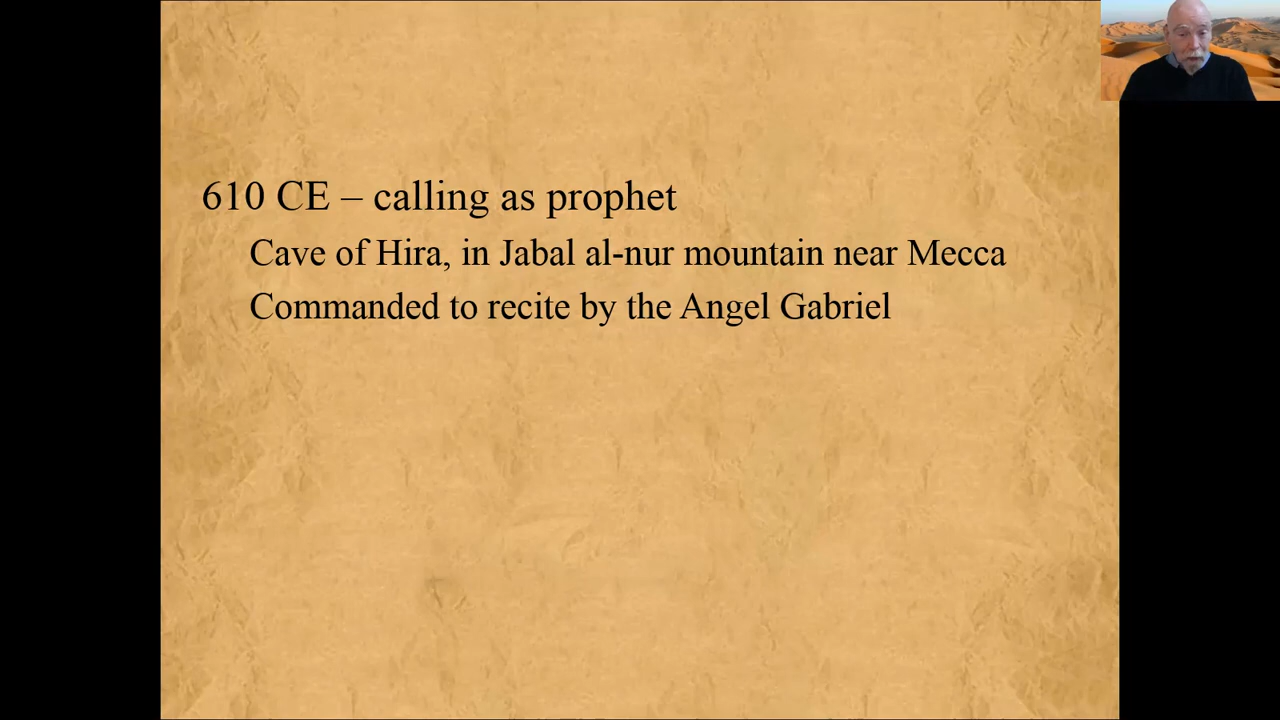 610 CE – calling as prophet
Cave of Hira, in Jabal al-nur mountain near Mecca
Commanded to recite by the Angel Gabriel